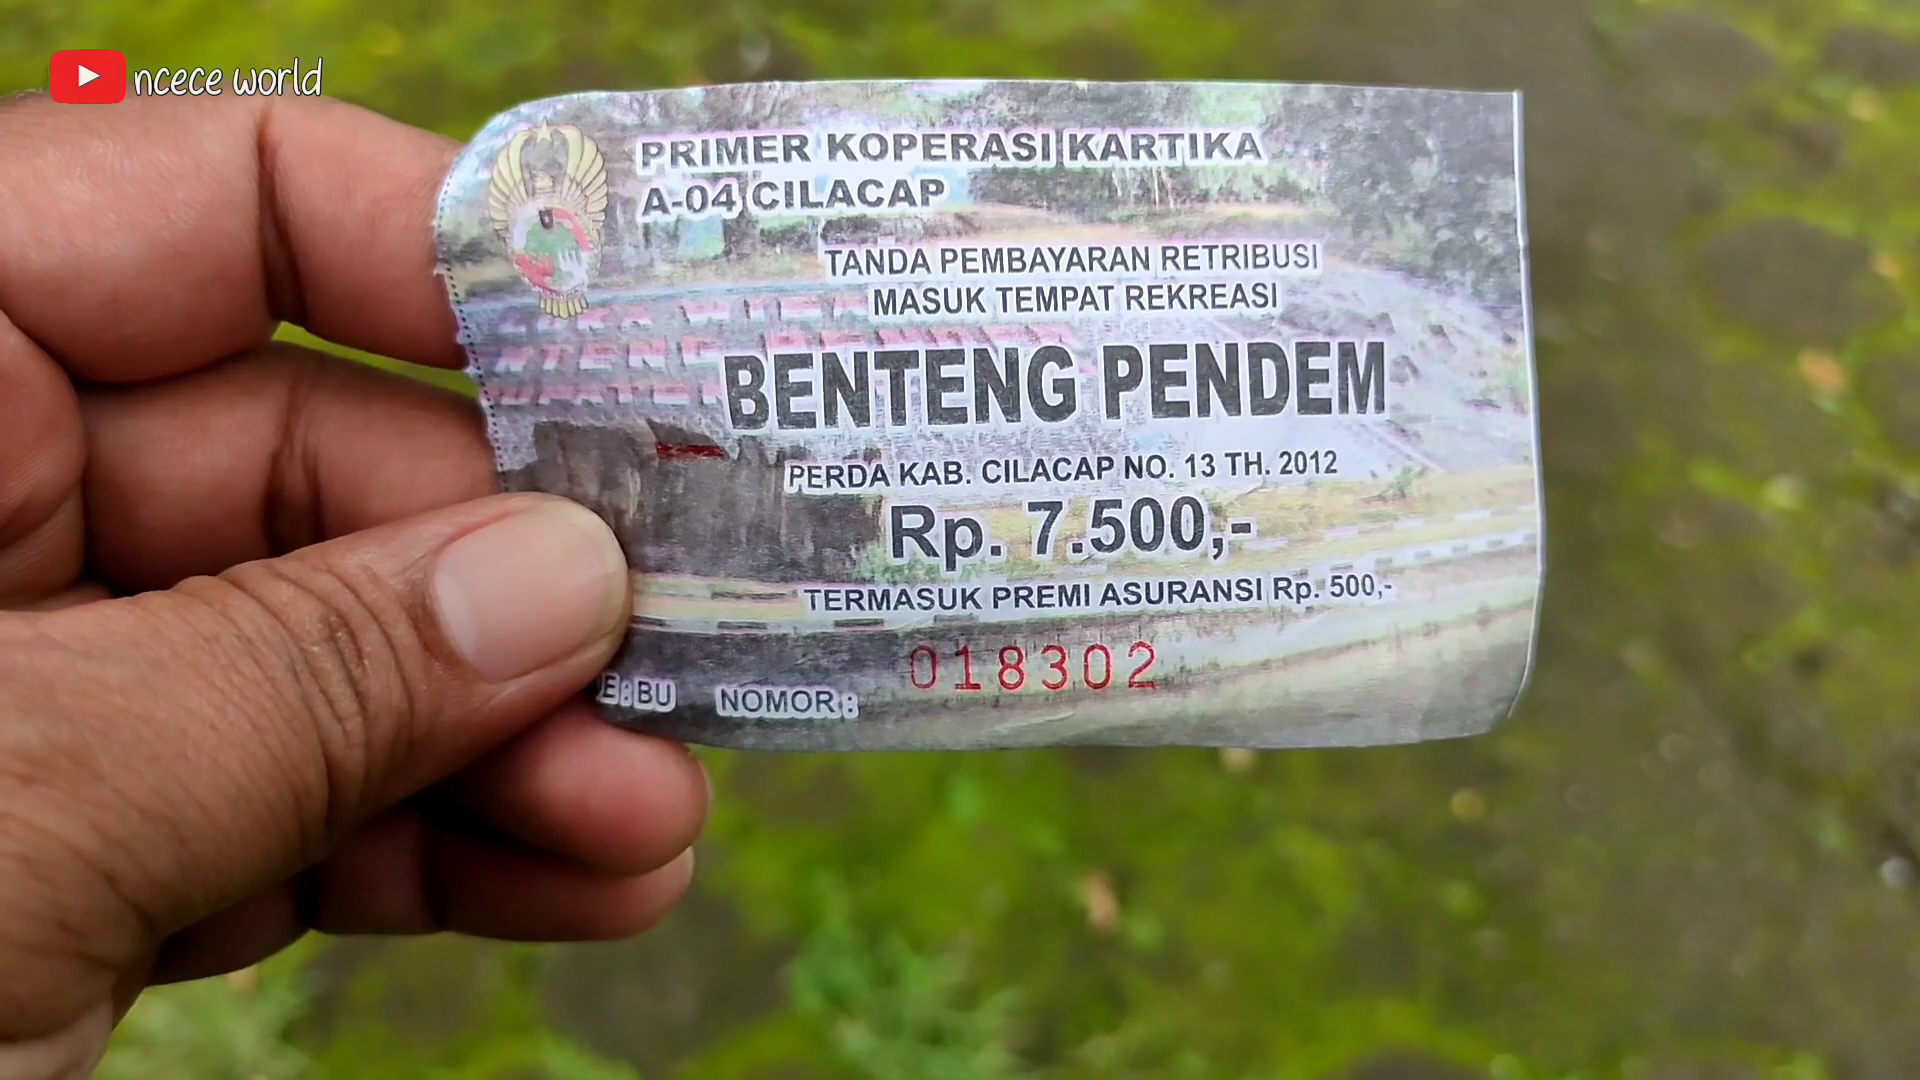 ncece world
PRIMER KOPERASI KARTIKA
A-04 CILACAP
TANDA PEMBAYARAN RETRIBUSI
MASUK TEMPAT REKREASI
BENTENG PENDEM
PERDA KAB. CILACAP NO. 13 TH. 2012
Rp. 7.500,-
TERMASUK PREMI ASURANSI Rp. 500,-
018302
E : BU NOMOR :